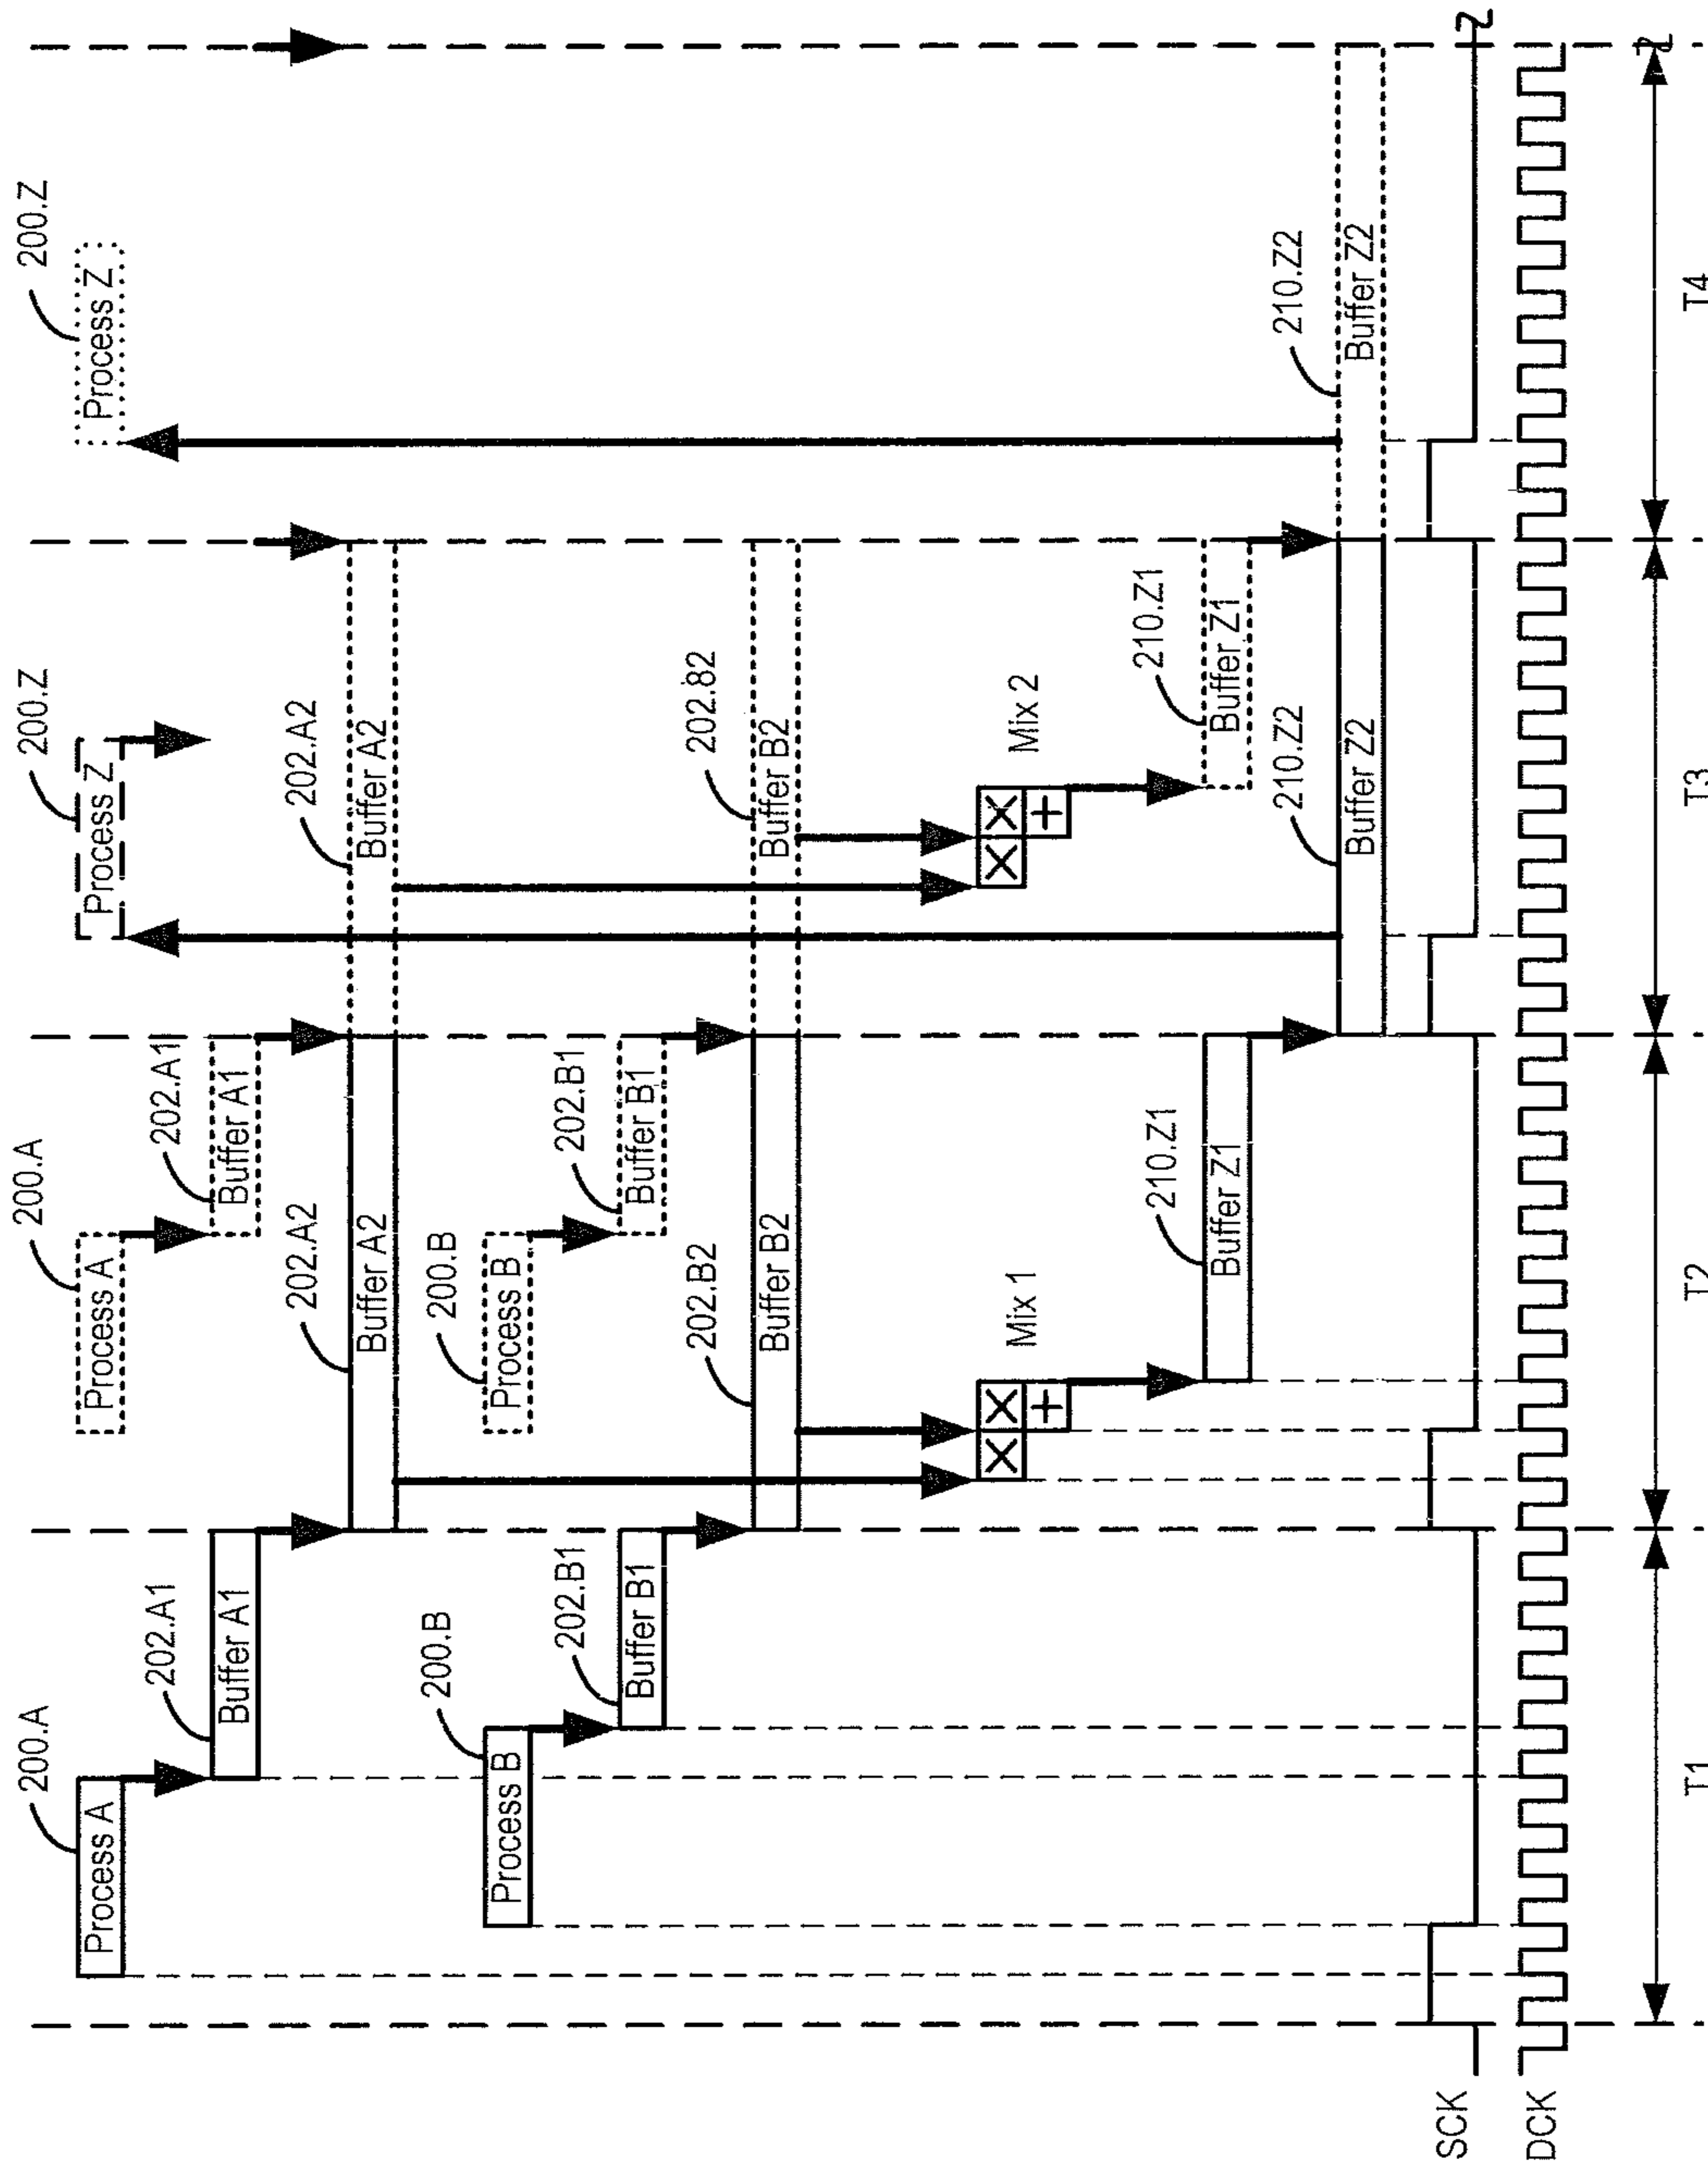 200.A
200.A
200.Z
200.Z
Process A
Process A
Process Z
Process Z
202.A1
202.A1
Buffer A1
Buffer A1
202.A2
202.A2
Buffer A2
Buffer A2
200.B
200.B
Process B
Process B
202.B1
202.B1
Buffer B1
Buffer B1
202.B2
202.82
Buffer B2
Buffer B2
X X
X X
Mix 1
Mix 2
+
+
210.Z1
210.Z1
Buffer Z1
Buffer Z1
210.Z2
210.Z2
Buffer Z2
Buffer Z2
SCK
DCK
T1
T2
T3
T4